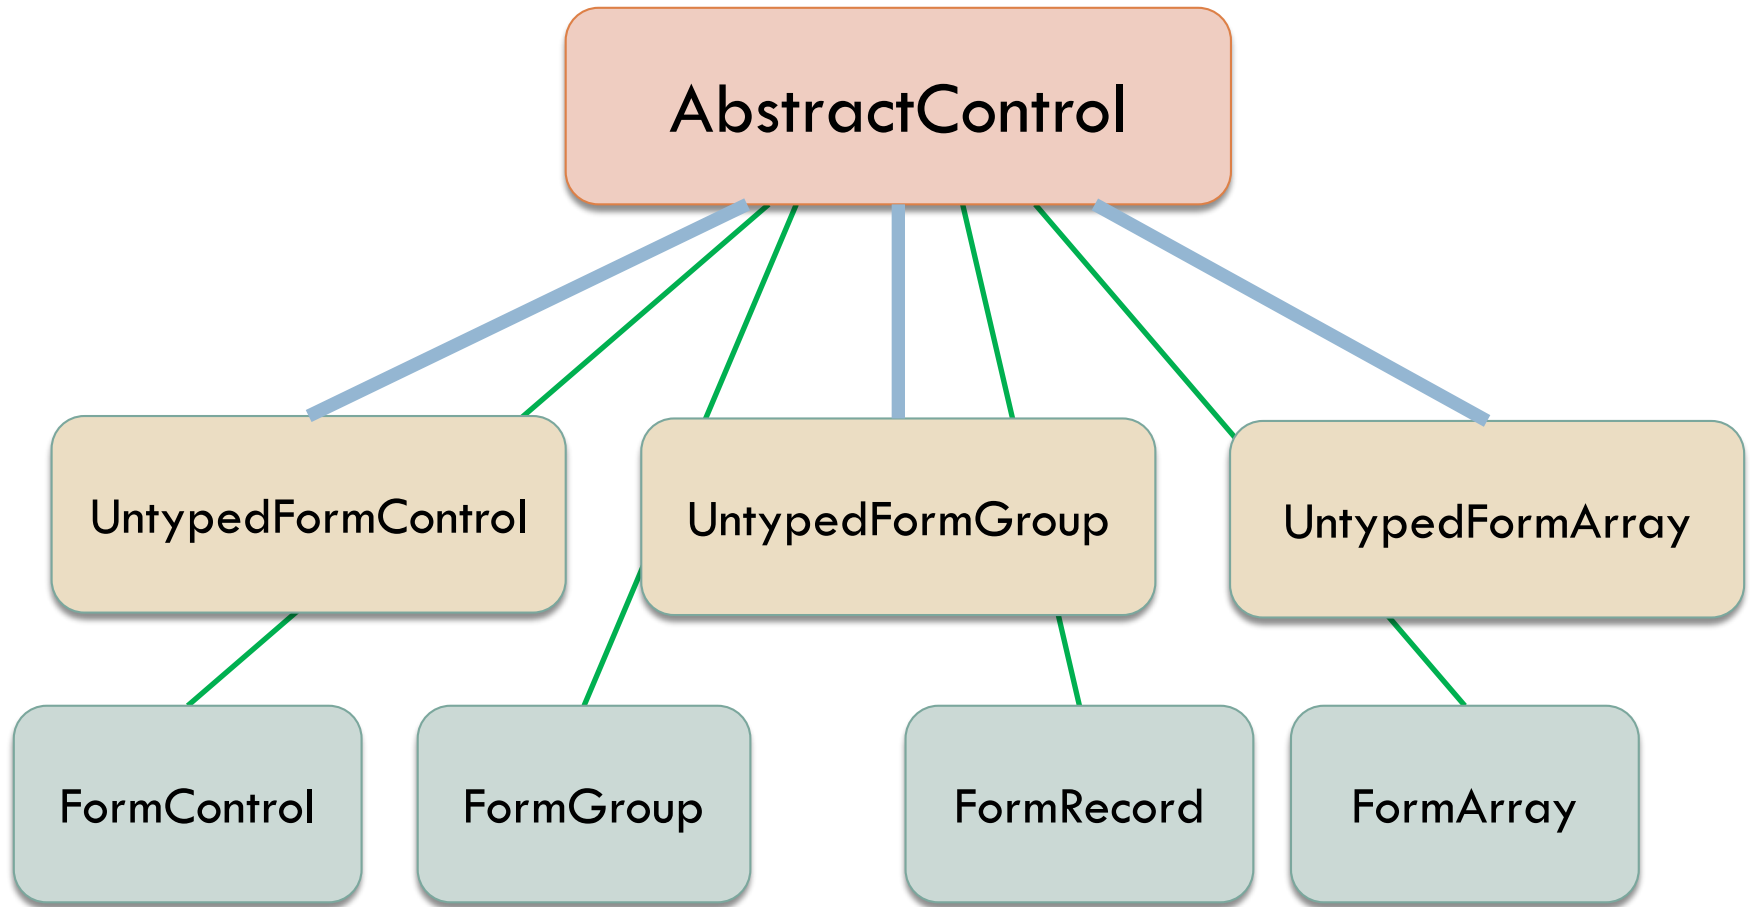 AbstractControl
UntypedFormControl
UntypedFormGroup
UntypedFormArray
FormControl
FormGroup
FormRecord
FormArray